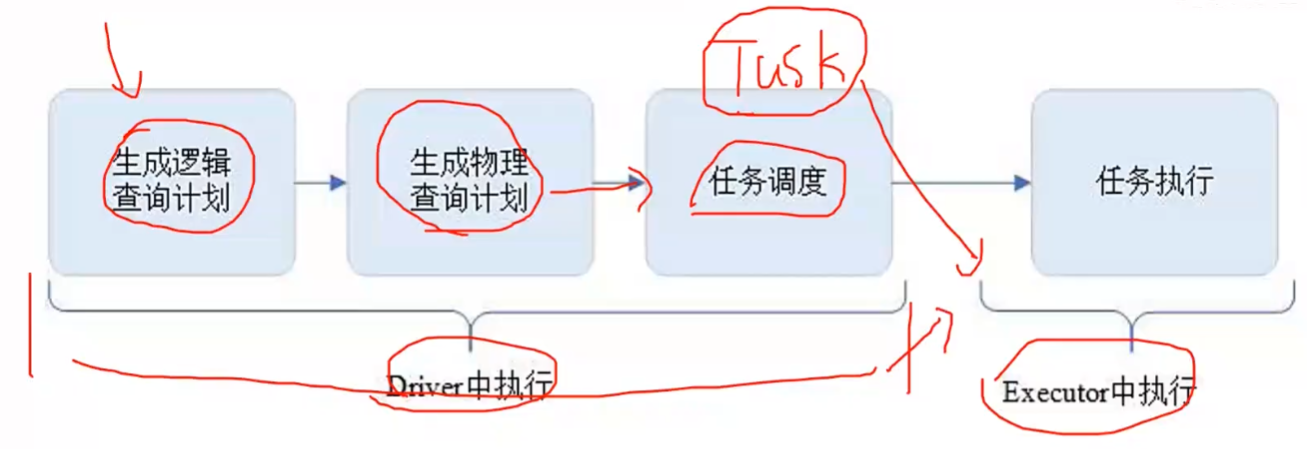 Tusk
生成逻辑
查询计划
生成物理
查询计划
任务调度
任务执行
Driver中执行
Executor中执行